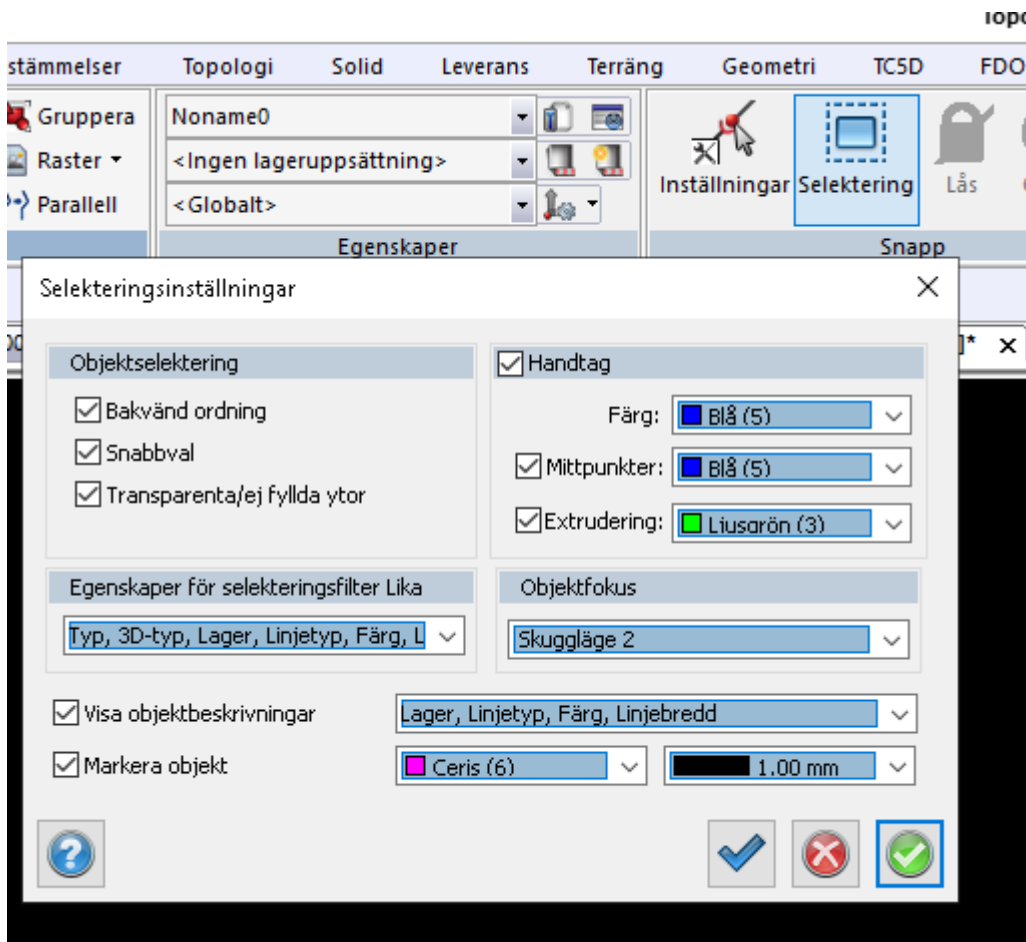 stämmelser Topologi Solid Leverans Terräng Geometri TC5D FDO
Gruppera
Raster
Parallell
Noname0
<Ingen lageruppsättning>
<Globalt>
Egenskaper
Inställningar Selektering Lås
Snapp
Selekteringsinställningar
]*
Objektselektering
Bakvänd ordning
Snabbval
Transparenta/ej fyllda ytor
Handtag
Färg: Blå (5)
Mittpunkter: Blå (5)
Extrudering: Ljusgrön (3)
Egenskaper för selekteringsfilter Lika
Typ, 3D-typ, Lager, Linjetyp, Färg, L
Objektfokus
Skuggläge 2
Visa objektbeskrivningar Lager, Linjetyp, Färg, Linjebredd
Markera objekt Ceris (6) 1.00 mm